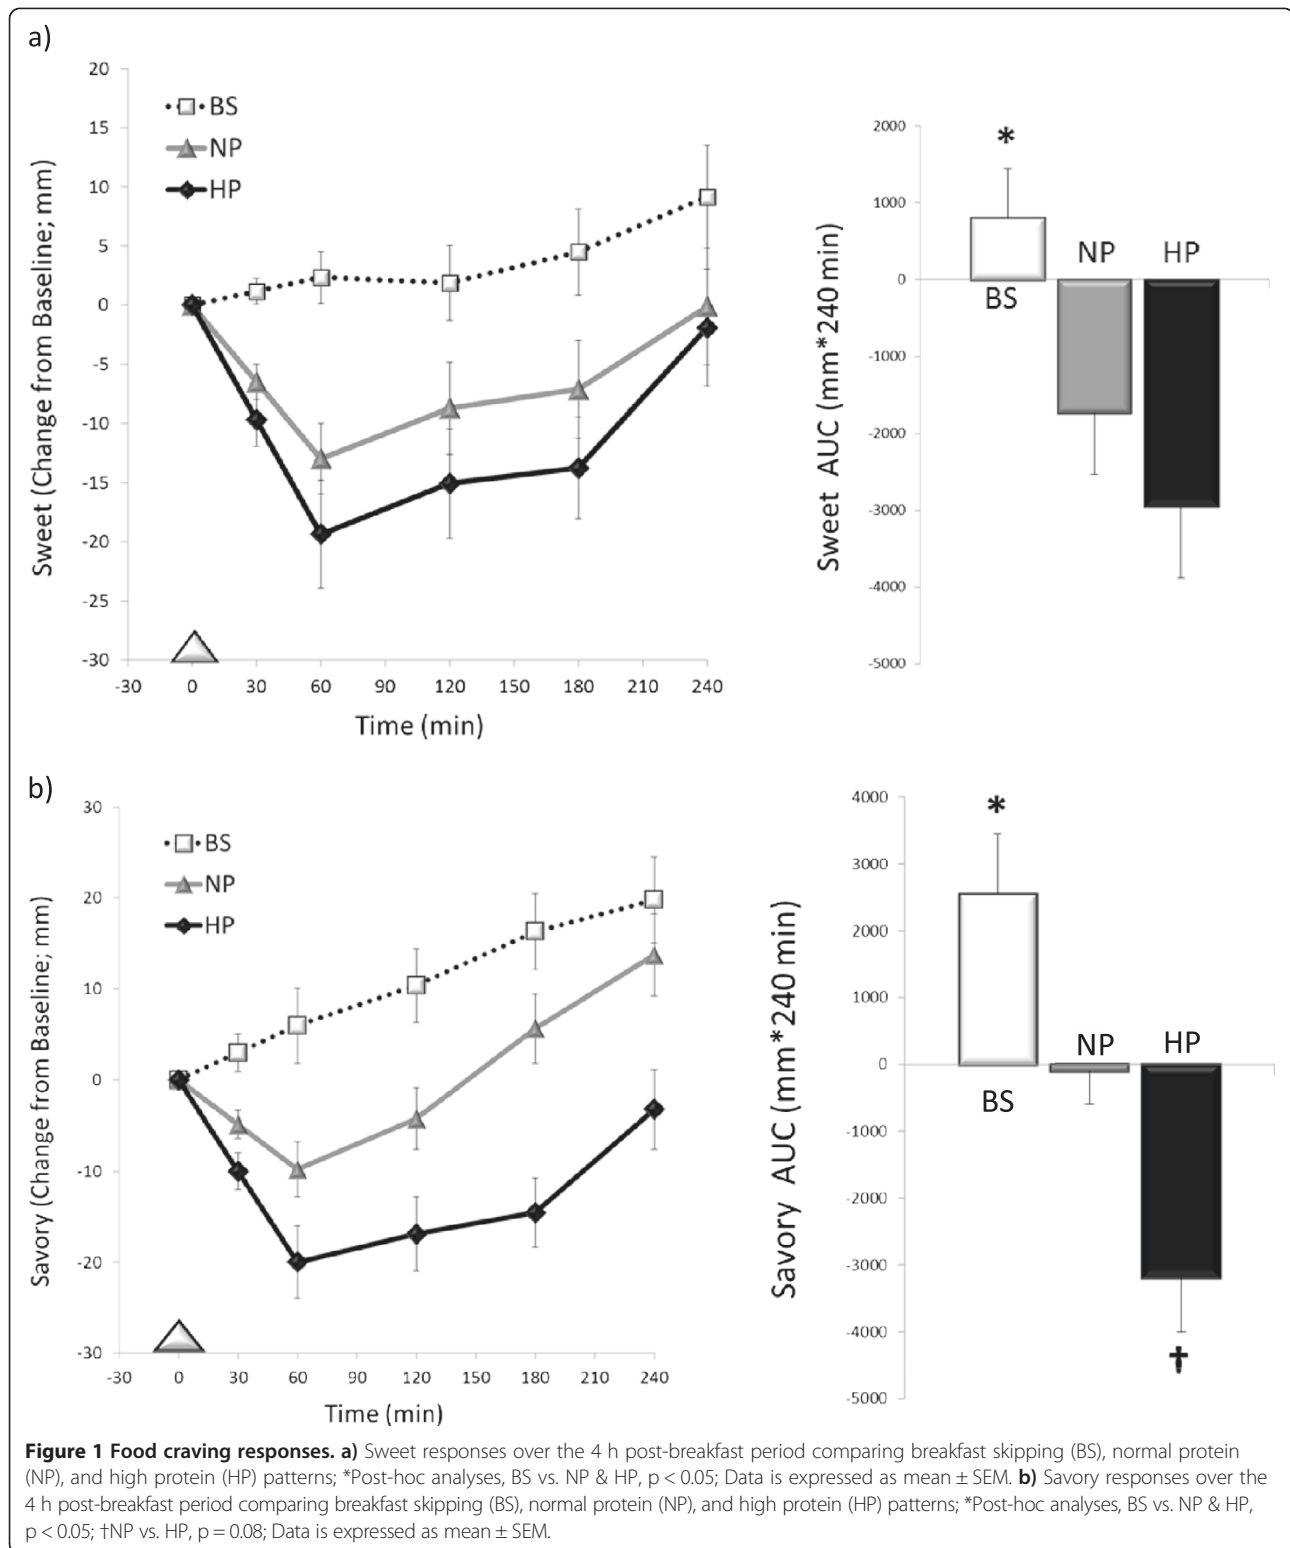 a)
20
15
10
5
0
-5
-10
-15
-20
-25
-30
Sweet (Change from Baseline; mm)
BS
NP
HP
-30 0 30 60 90 120 150 180 210 240
Time (min)
2000
1000
0
-1000
-2000
-3000
-4000
-5000
Sweet AUC (mm*240 min)
*
BS
NP
HP
b)
30
20
10
0
-10
-20
-30
Savory (Change from Baseline; mm)
BS
NP
HP
-30 0 30 60 90 120 150 180 210 240
Time (min)
4000
3000
2000
1000
0
-1000
-2000
-3000
-4000
-5000
Savory AUC (mm*240 min)
*
BS
NP
HP
†
Figure 1 Food craving responses. a) Sweet responses over the 4 h post-breakfast period comparing breakfast skipping (BS), normal protein
(NP), and high protein (HP) patterns; *Post-hoc analyses, BS vs. NP & HP, p < 0.05; Data is expressed as mean ± SEM. b) Savory responses over the
4 h post-breakfast period comparing breakfast skipping (BS), normal protein (NP), and high protein (HP) patterns; *Post-hoc analyses, BS vs. NP & HP,
p < 0.05; †NP vs. HP, p = 0.08; Data is expressed as mean ± SEM.